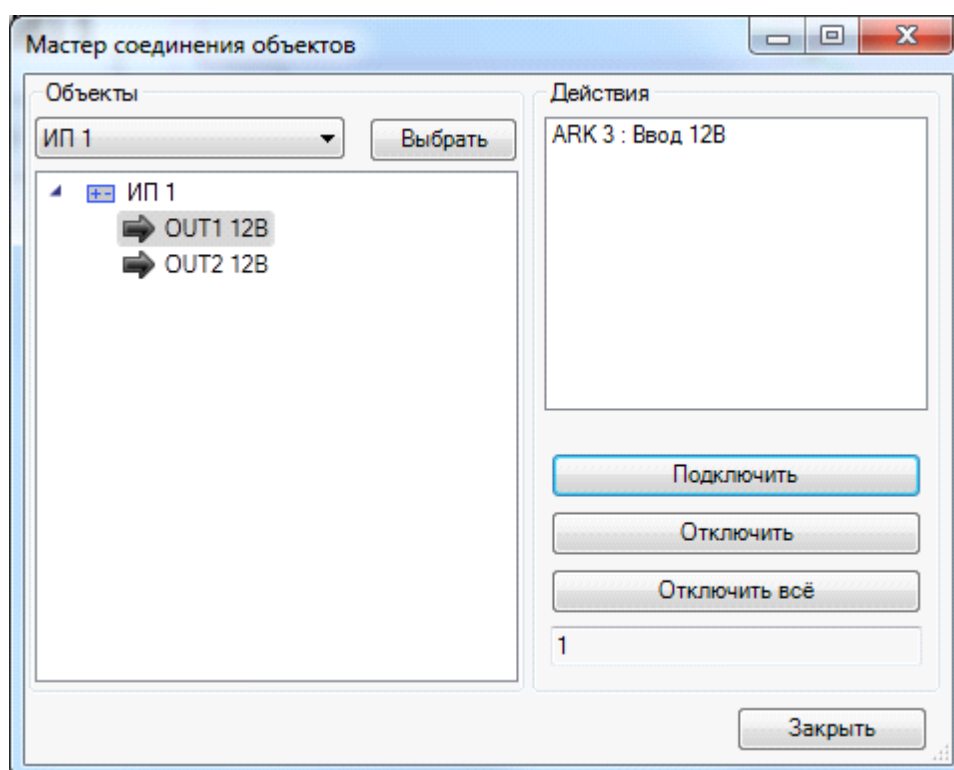 Мастер соединения объектов
Объекты
ИП 1
Выбрать
ИП 1
OUT1 12В
OUT2 12В
Действия
ARK 3 : Ввод 12В
Подключить
Отключить
Отключить всё
1
Закрыть